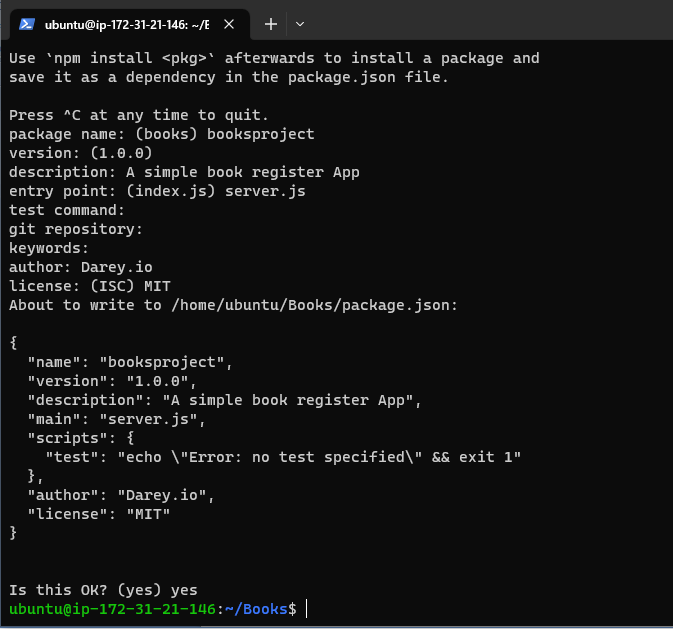 ubuntu@ip-172-31-21-146: ~/E
Use `npm install <pkg>` afterwards to install a package and
save it as a dependency in the package.json file.

Press ^C at any time to quit.
package name: (books) booksproject
version: (1.0.0)
description: A simple book register App
entry point: (index.js) server.js
test command:
git repository:
keywords:
author: Darey.io
license: (ISC) MIT
About to write to /home/ubuntu/Books/package.json:

{
  "name": "booksproject",
  "version": "1.0.0",
  "description": "A simple book register App",
  "main": "server.js",
  "scripts": {
    "test": "echo \"Error: no test specified\" && exit 1"
  },
  "author": "Darey.io",
  "license": "MIT"
}


Is this OK? (yes) yes
ubuntu@ip-172-31-21-146:~/Books$